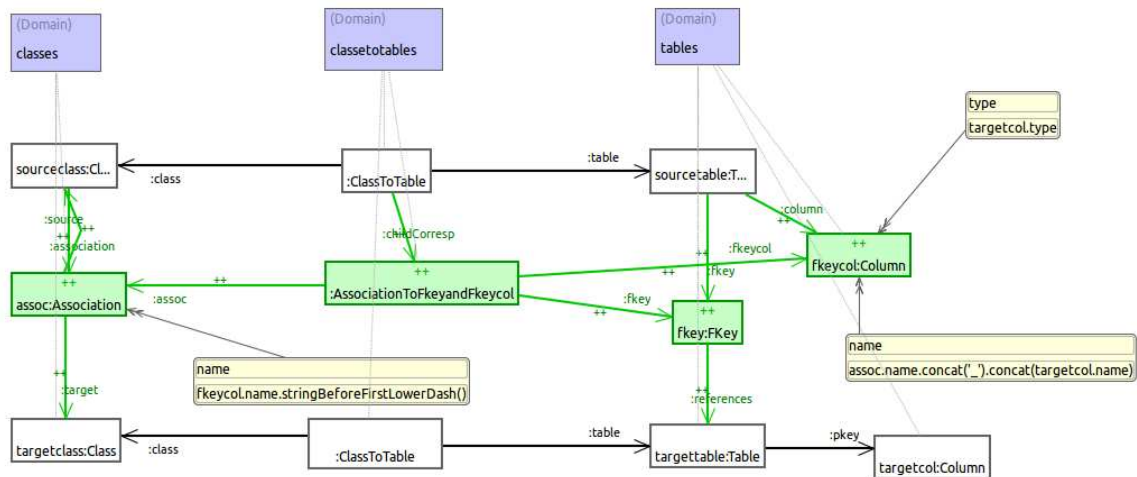 (Domain)
classes
(Domain)
classetotables
(Domain)
tables
type
targetcol.type
sourceclass:Cl...
:class
:ClassToTable
:table
sourcetable:T...
:source
++
++
:association
:childCorresp
++
:column
++
++
fkeycol:Column
:fkeycol
++
++
:fkey
++
assoc:Association
:assoc
++
++
:AssociationToFkeyandFkeycol
:fkey
++
++
fkey:FKey
name
fkeycol.name.stringBeforeFirstLowerDash()
name
assoc.name.concat('_').concat(targetcol.name)
++
:target
++
:references
targetclass:Class
:class
:ClassToTable
:table
targettable:Table
:pkey
targetcol:Column